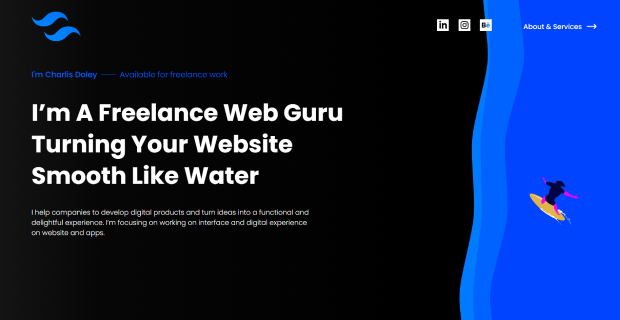 in
Bē
About & Services
I'm Charlis Doley
Available for freelance work
I'm A Freelance Web Guru
Turning Your Website
Smooth Like Water
I help companies to develop digital products and turn ideas into a functional and
delightful experience. I'm focusing on working on interface and digital experience
on website and apps.